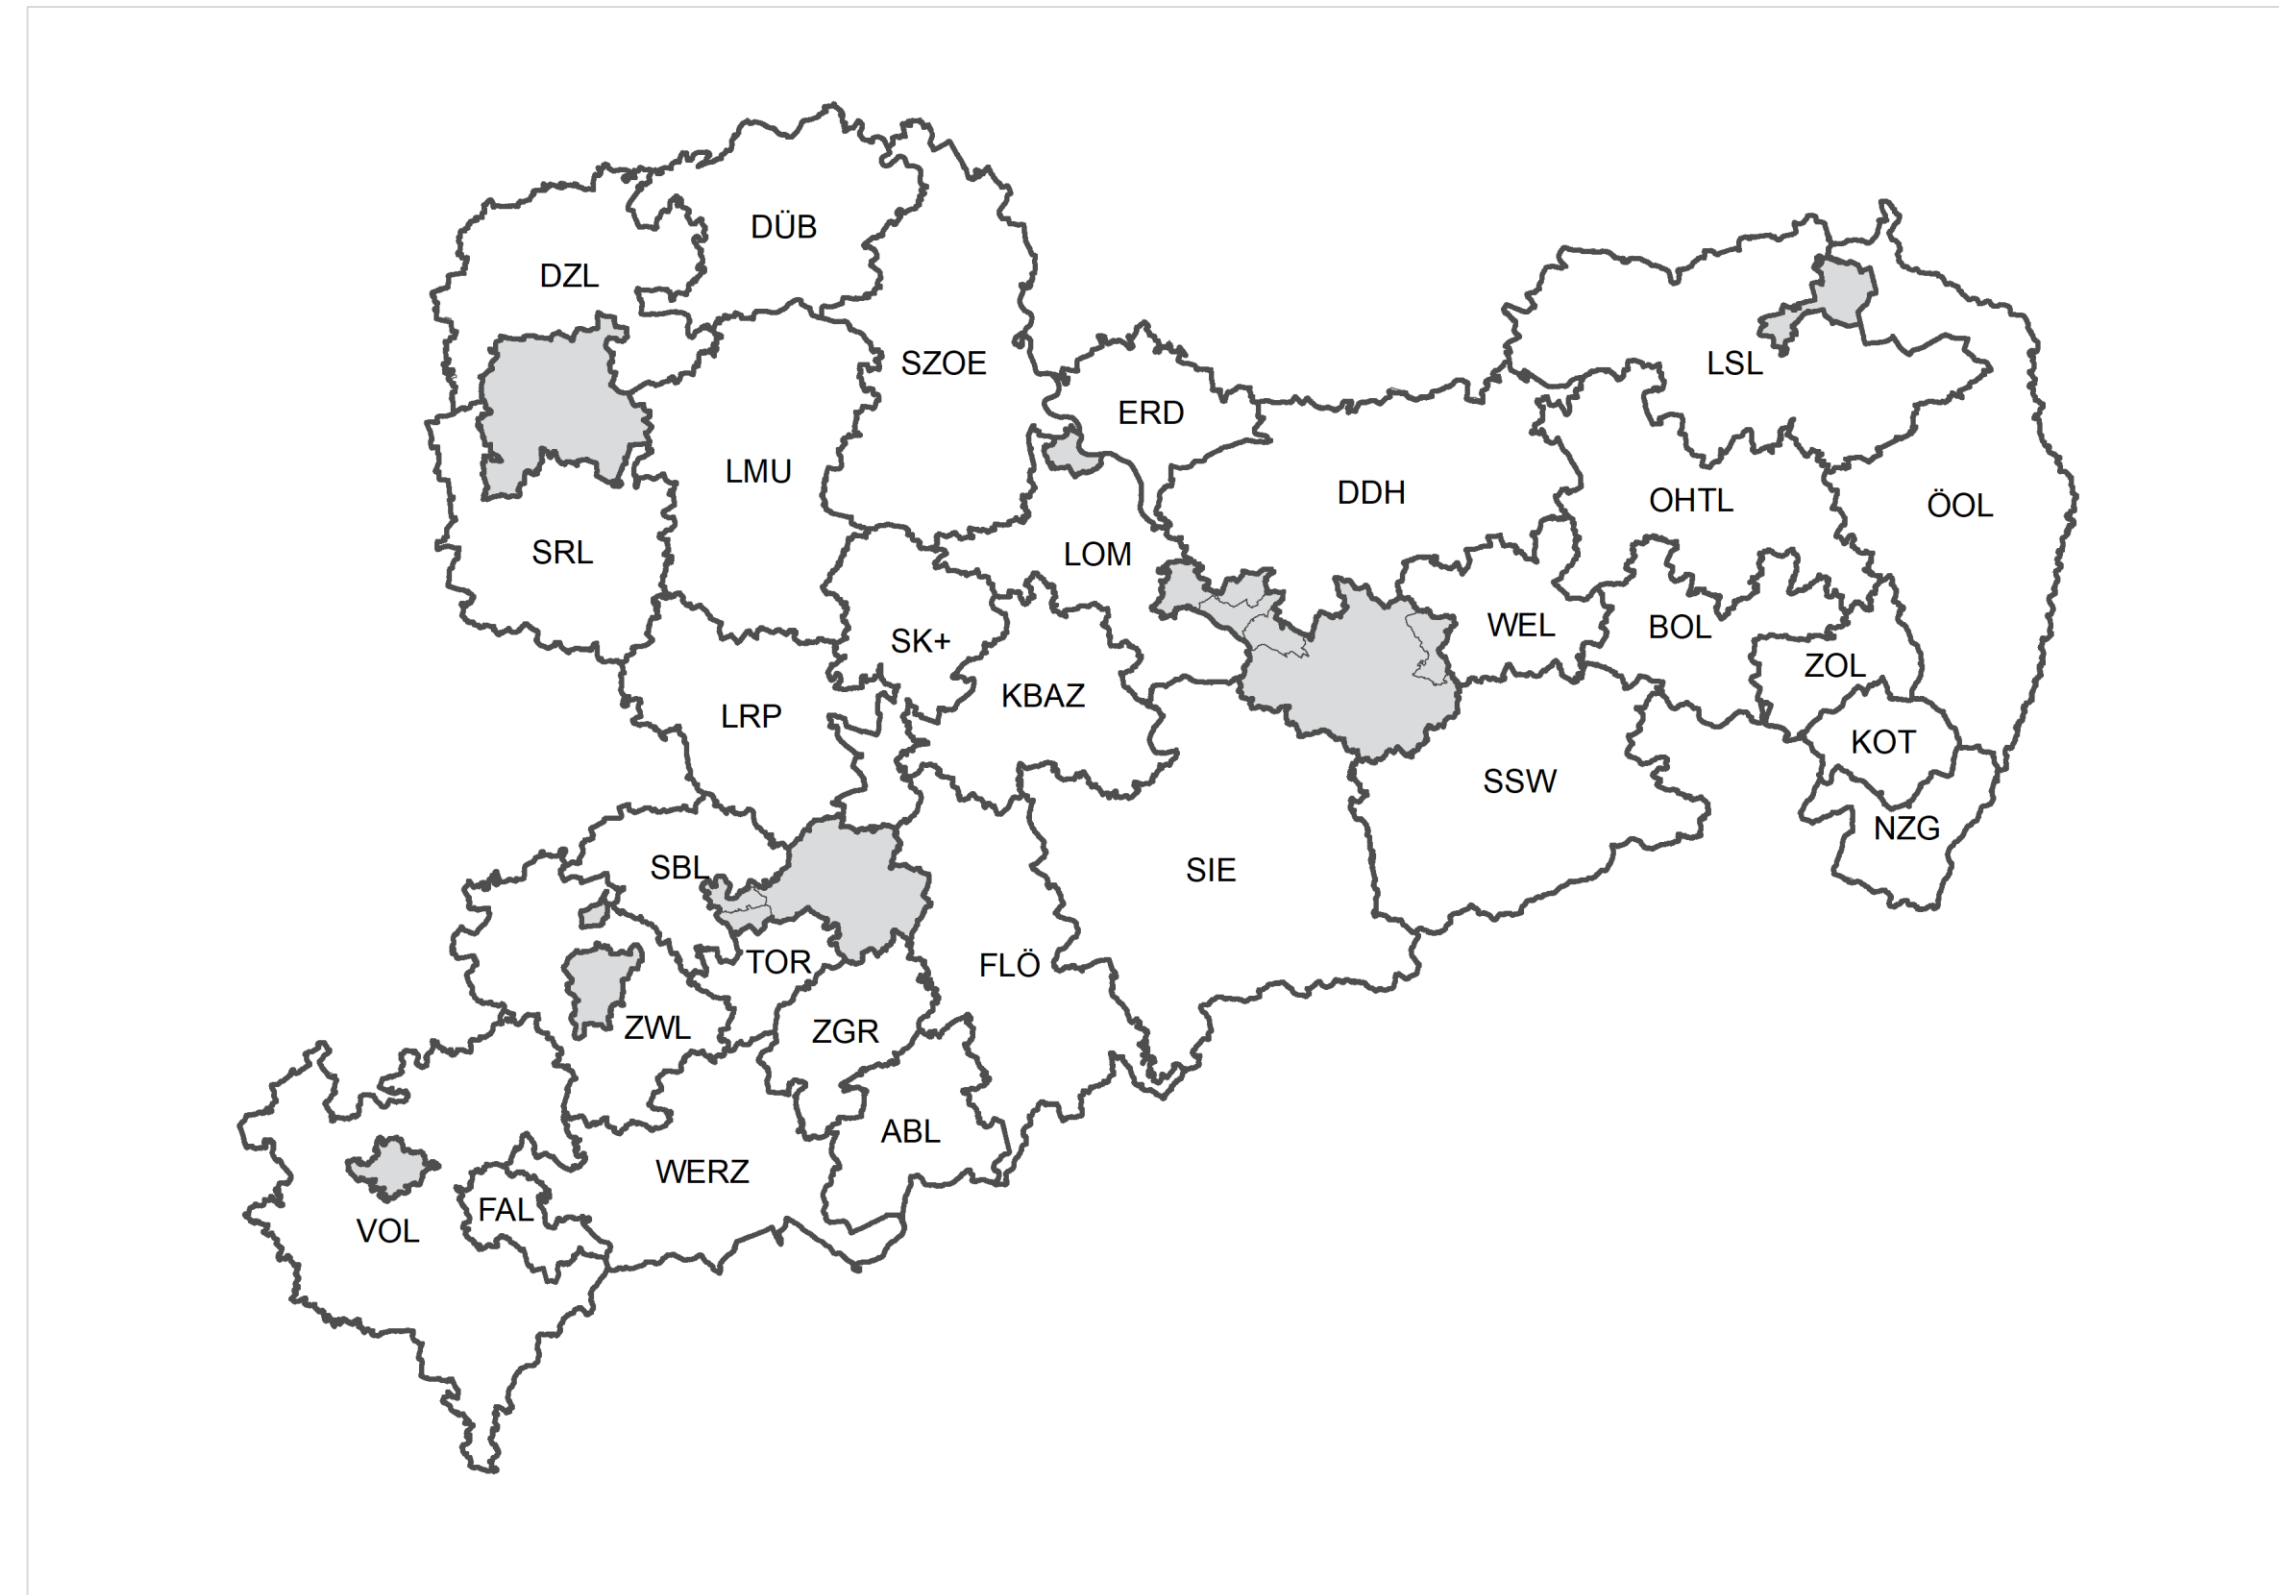 DÜB
DZL
SZOE
LSL
ERD
LMU
DDH
OHTL
ÖOL
SRL
LOM
SK+
WEL
BOL
ZOL
KBAZ
LRP
KOT
SSW
NZG
SBL
SIE
TOR
FLÖ
ZWL
ZGR
ABL
WERZ
FAL
VOL